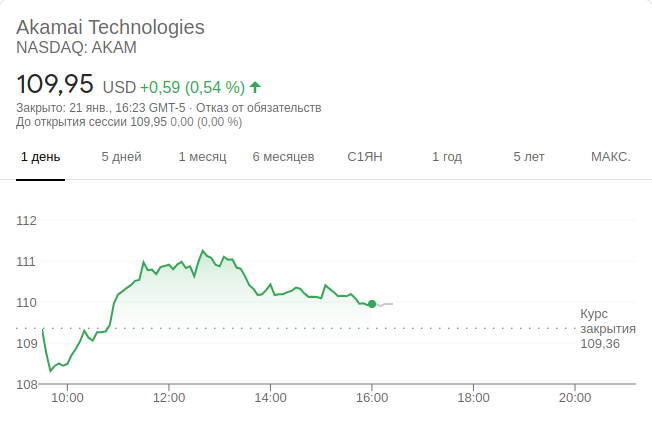 Akamai Technologies
NASDAQ: AKAM
109,95 USD +0,59 (0,54 %)
Закрыто: 21 янв., 16:23 GMT-5 · Отказ от обязательств
До открытия сессии 109,95 0,00 (0,00 %)
1 день 5 дней 1 месяц 6 месяцев С1ЯН 1 год 5 лет МАКС.
112
111
110
Курс
закрытия
109,36
109
108
10:00 12:00 14:00 16:00 18:00 20:00